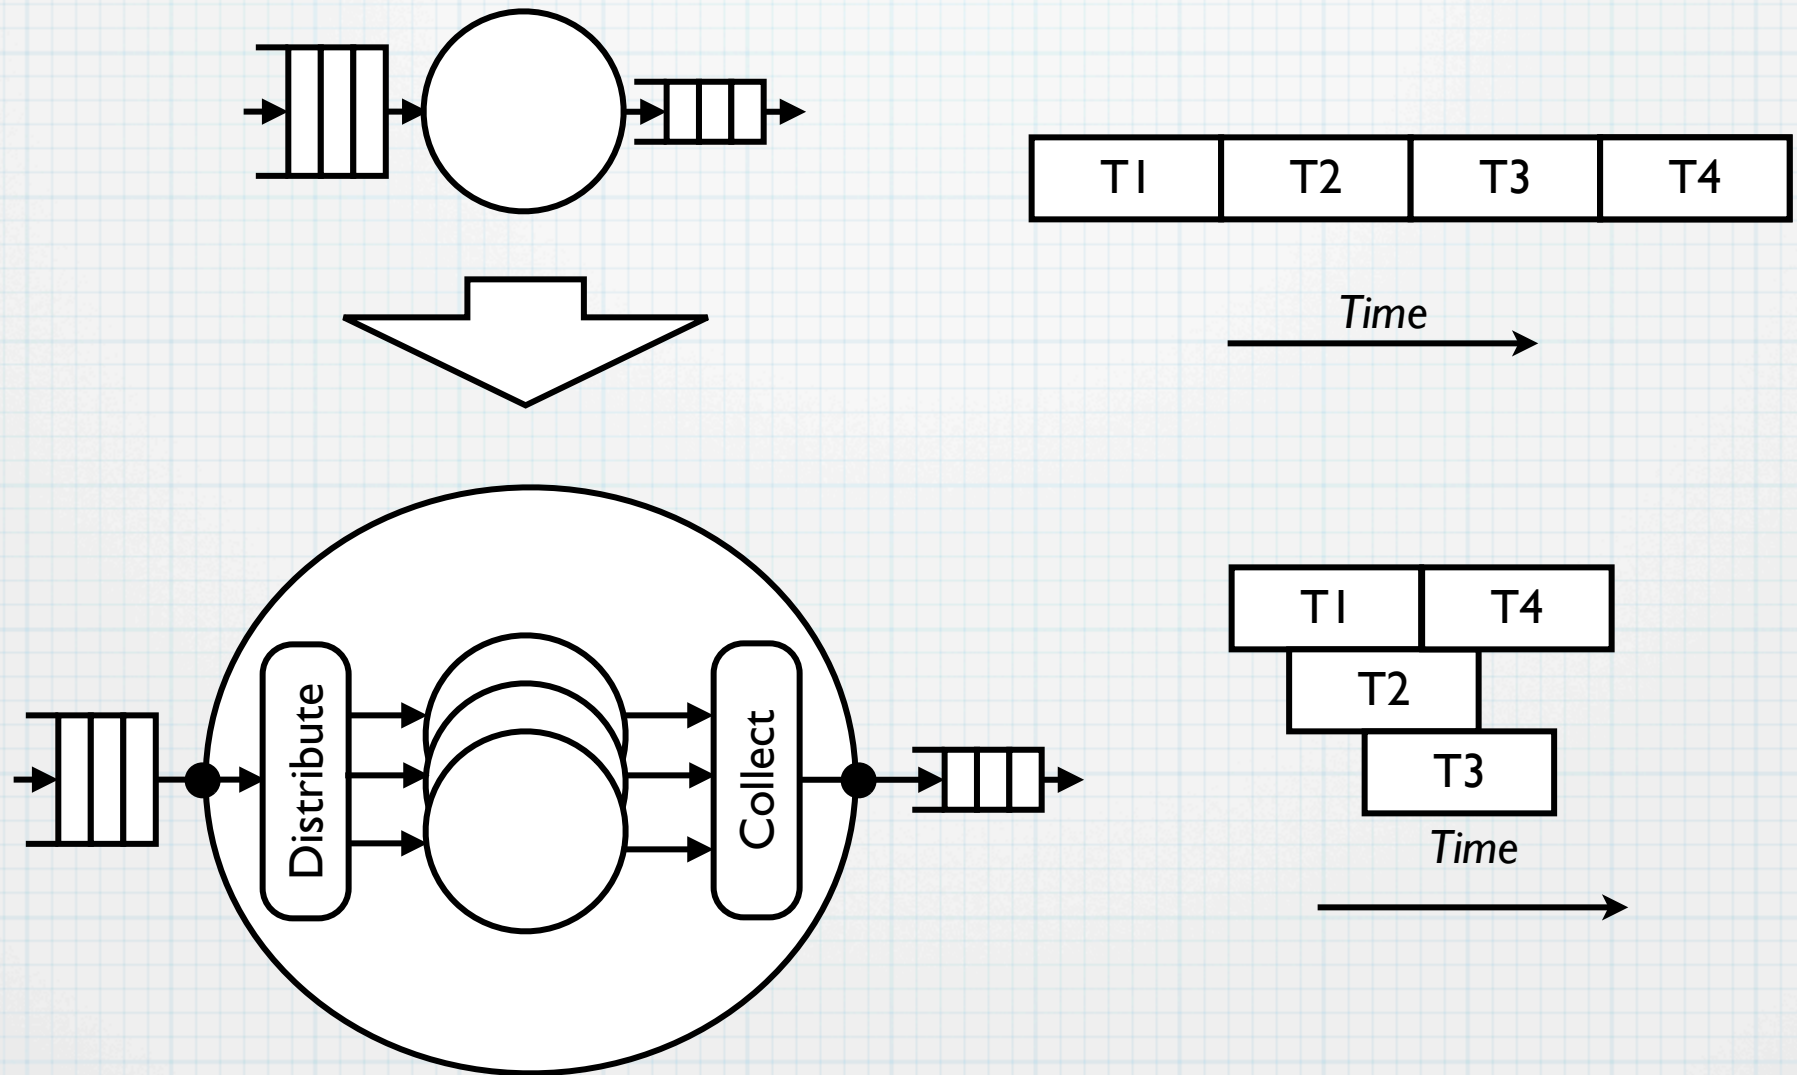 T1 T2 T3 T4
Time
Distribute
Collect
T1 T4
T2
T3
Time